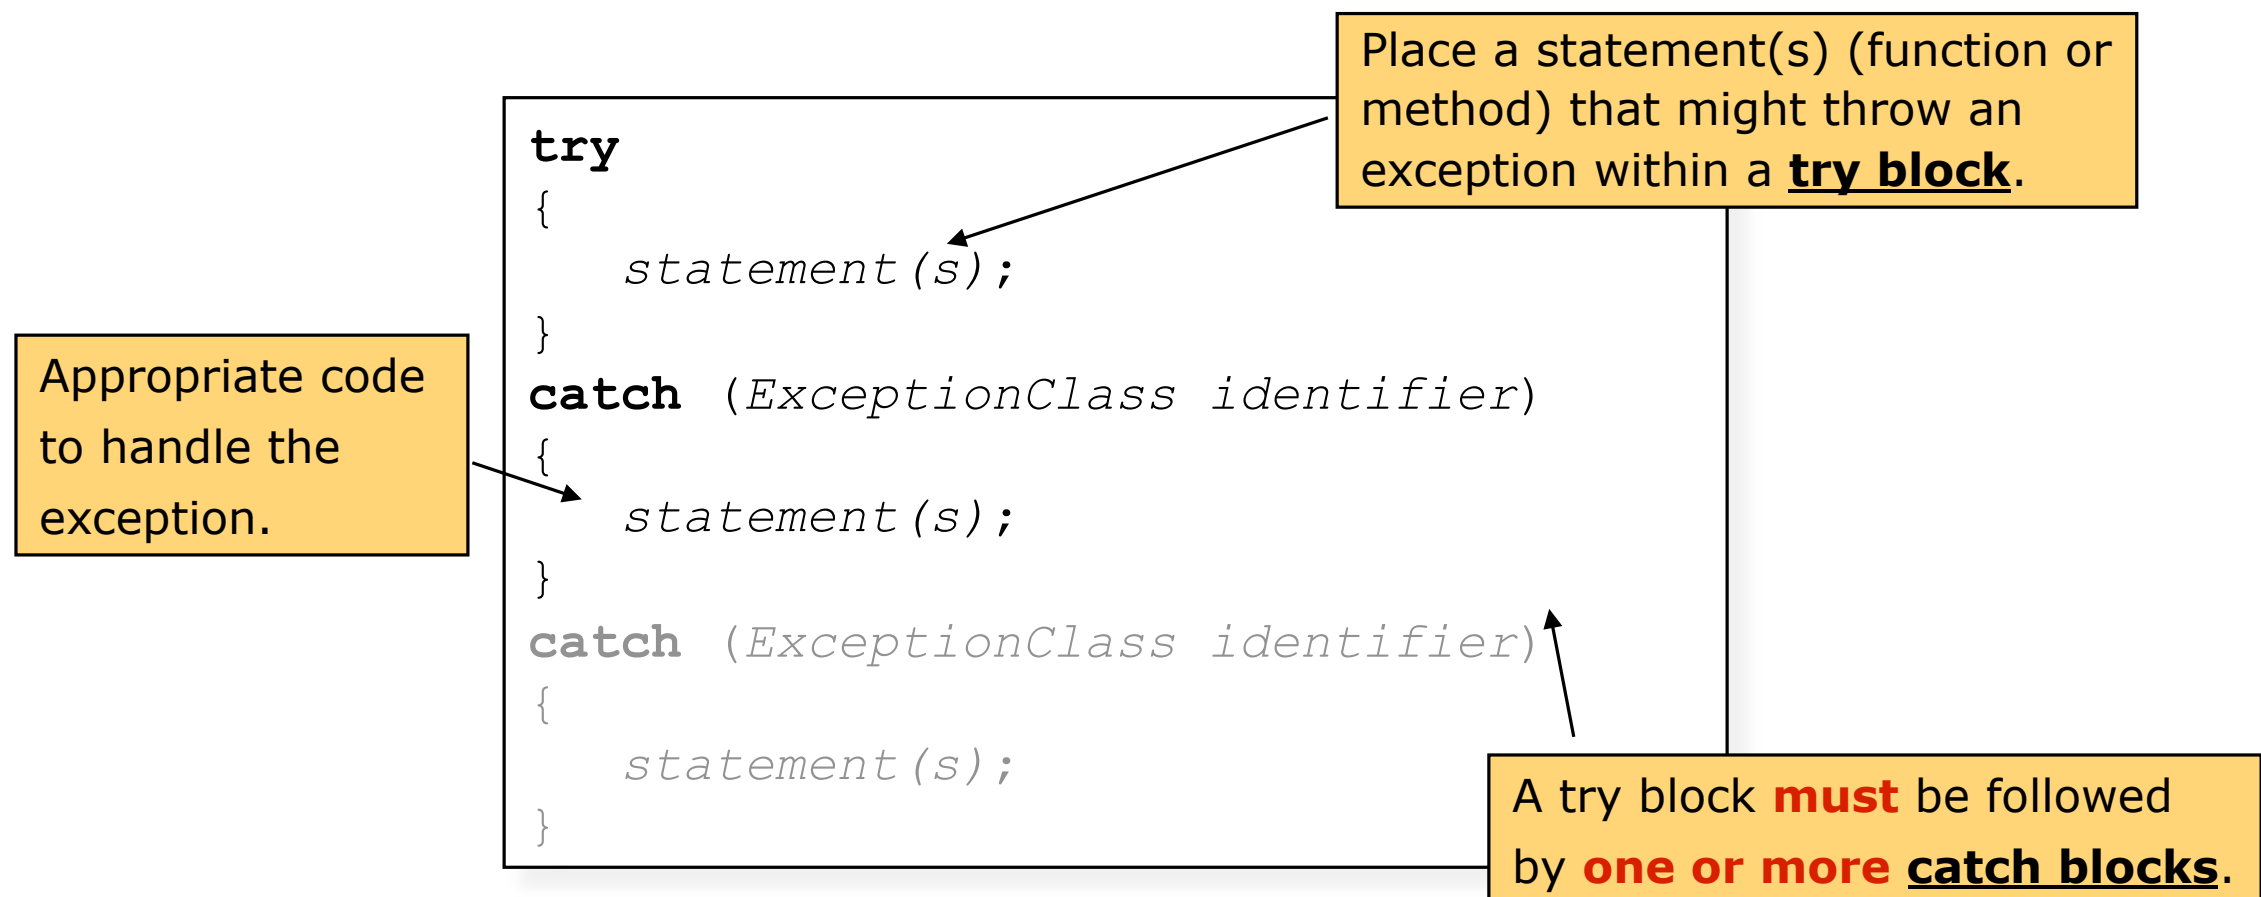 Place a statement(s) (function or
method) that might throw an
exception within a try block.
try
{
statement(s);
}
Appropriate code
to handle the
exception.
catch (ExceptionClass identifier)
{
statement(s);
}
catch (ExceptionClass identifier)
{
statement(s);
}
A try block must be followed
by one or more catch blocks.